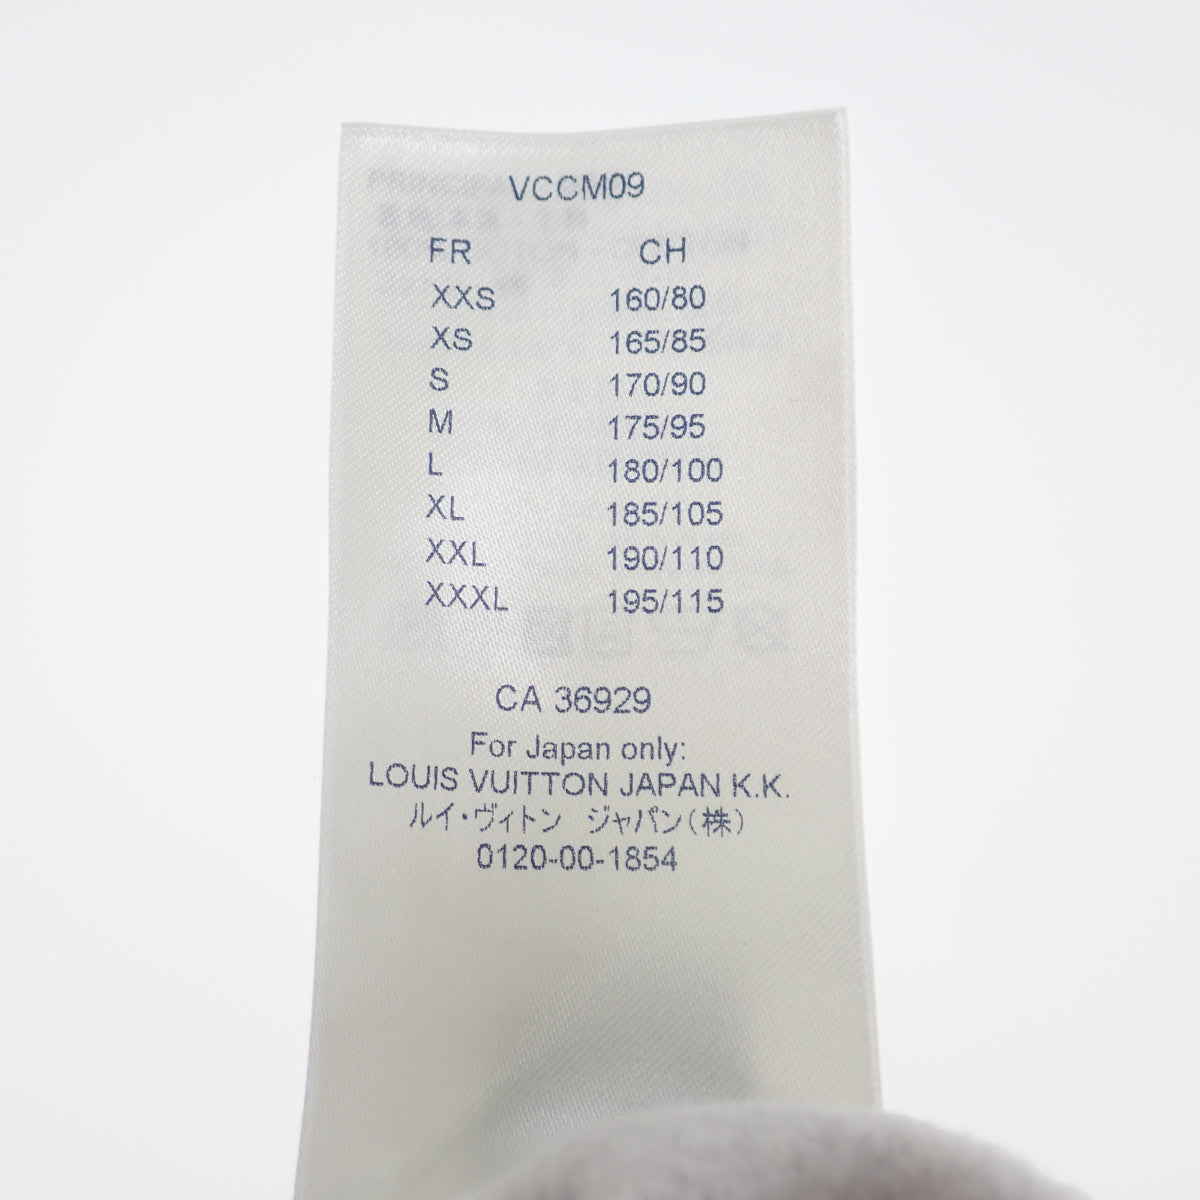 VCCM09
FR CH
XXS 160/80
XS 165/85
S 170/90
M 175/95
L 180/100
XL 185/105
XXL 190/110
XXXL 195/115
CA 36929
For Japan only:
LOUIS VUITTON JAPAN K.K.
ルイ・ヴィトン ジャパン(株)
0120-00-1854